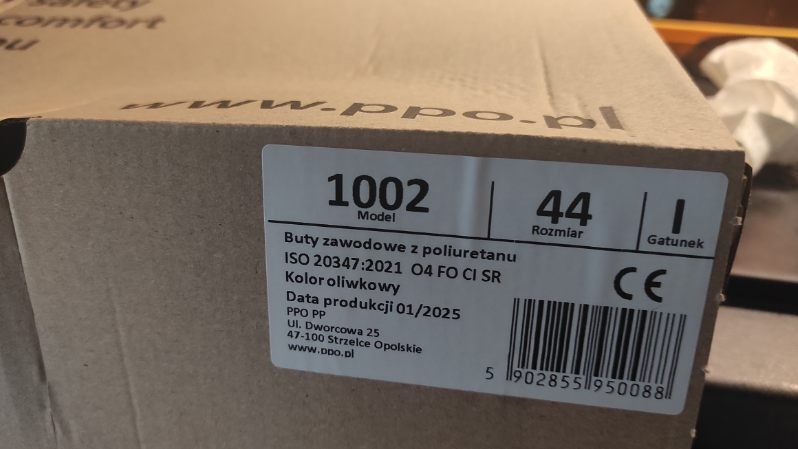 safety
comfort
www.ppo.pl
1002
Model
44
Rozmiar
I
Gatunek
Buty zawodowe z poliuretanu
ISO 20347:2021 O4 FO CI SR
Kolor oliwkowy
Data produkcji 01/2025
PPO PP
Ul. Dworcowa 25
47-100 Strzelce Opolskie
www.ppo.pl
CE
5 902855 950088